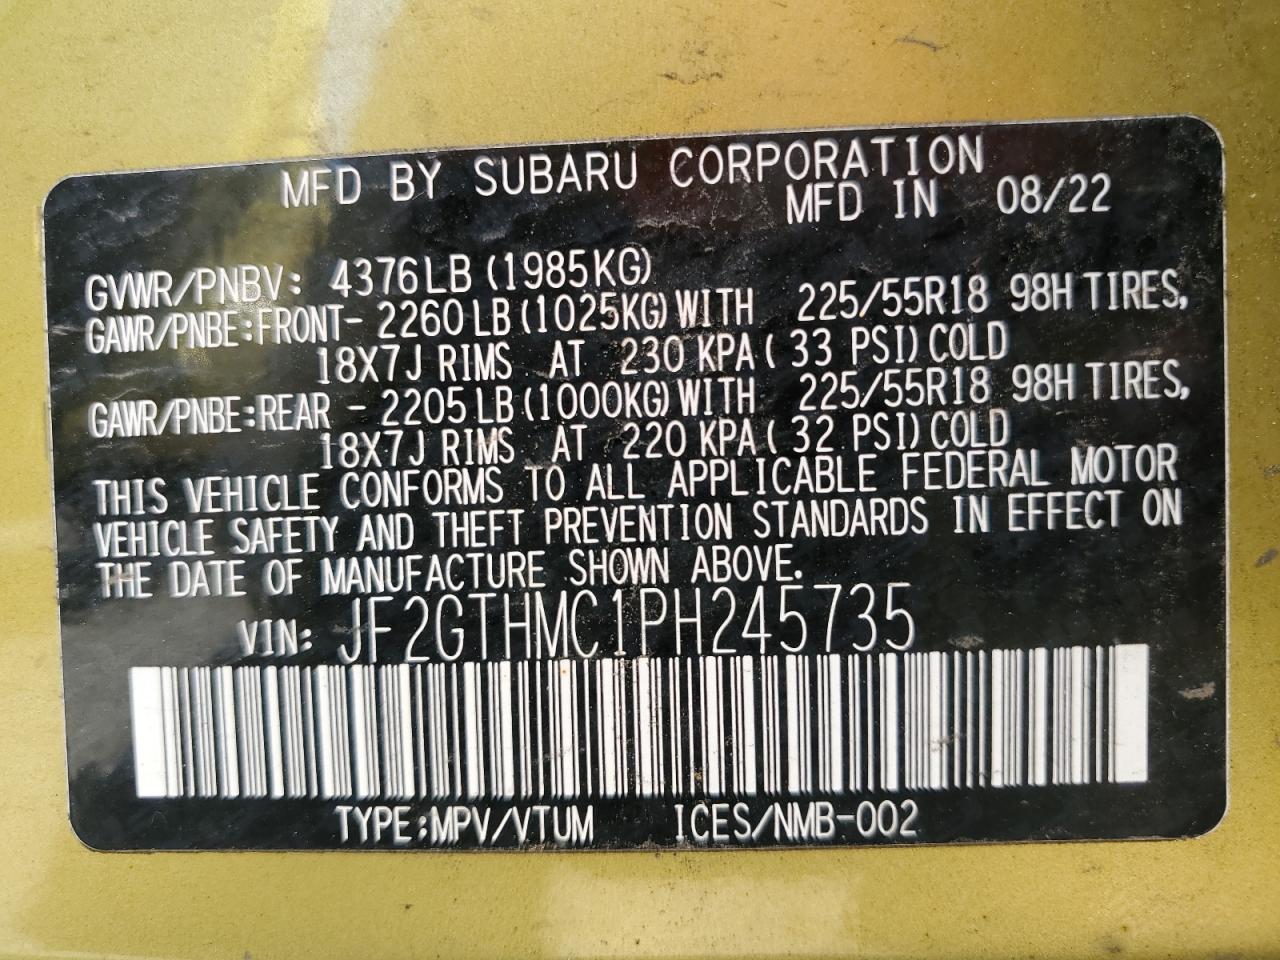 MFD BY SUBARU CORPORATION
MFD IN 08/22
GVWR/PNBV: 4376LB (1985KG)
GAWR/PNBE:FRONT- 2260LB (1025KG) WITH 225/55R18 98H TIRES,
18X7J RIMS AT 230 KPA ( 33 PSI) COLD
GAWR/PNBE:REAR - 2205LB (1000KG) WITH 225/55R18 98H TIRES,
18X7J RIMS AT 220 KPA ( 32 PSI) COLD
THIS VEHICLE CONFORMS TO ALL APPLICABLE FEDERAL MOTOR
VEHICLE SAFETY AND THEFT PREVENTION STANDARDS IN EFFECT ON
THE DATE OF MANUFACTURE SHOWN ABOVE.
VIN: JF2GTHMC1PH245735
TYPE:MPV/VTUM ICES/NMB-002